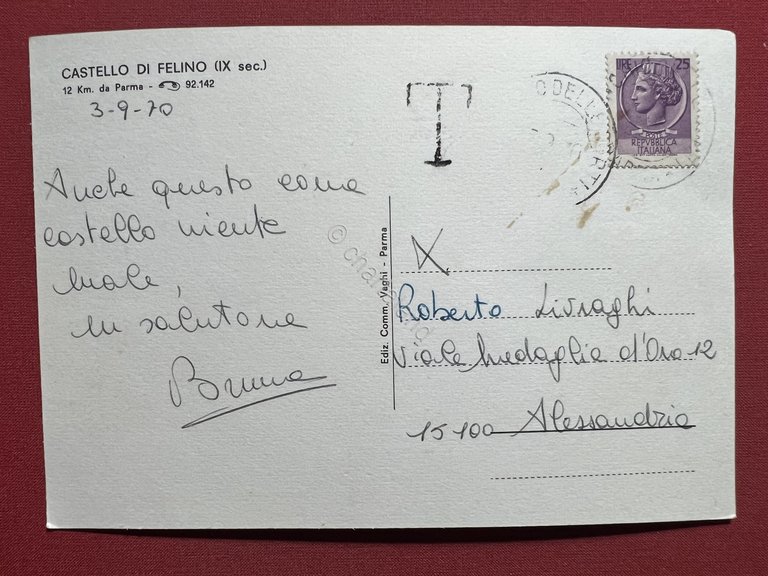 CASTELLO DI FELINO (IX sec.)
12 Km. da Parma - 92.142
3-9-70
Anche questo come
castello niente
male,
un salutone
Bruna
Ediz. Comm. Vaghi - Parma
T
LIRE 25
POSTE
REPVBBLICA
ITALIANA
Roberto Livraghi
Viale Medaglie d'Oro 12
15100 Alessandria